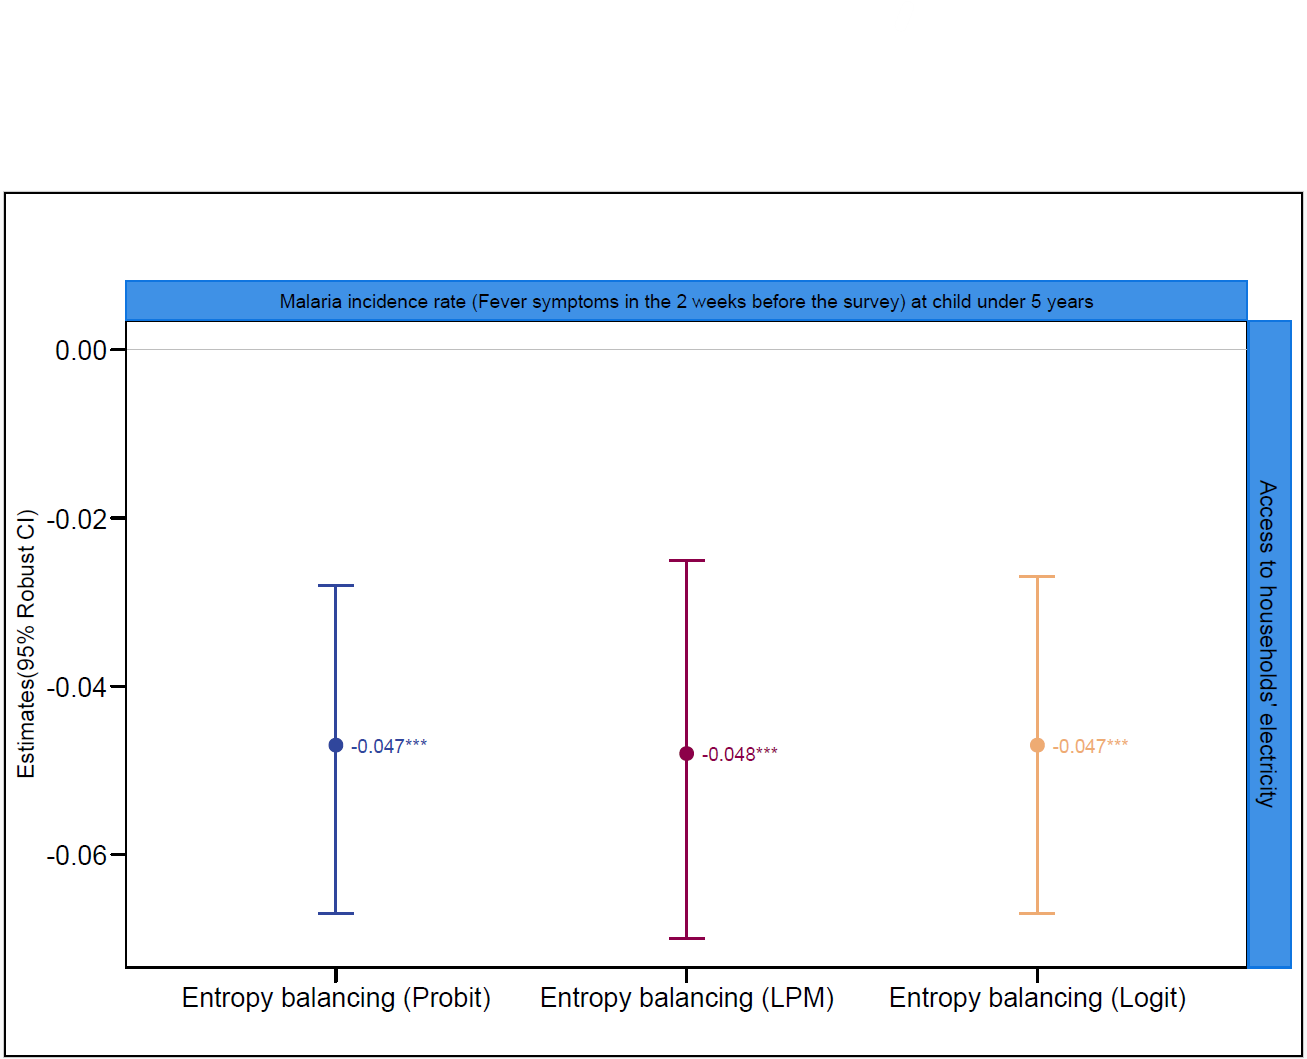 Malaria incidence rate (Fever symptoms in the 2 weeks before the survey) at child under 5 years
0.00
-0.02
-0.04
-0.06
Estimates(95% Robust CI)
-0.047***
-0.048***
-0.047***
Access to households' electricity
Entropy balancing (Probit)
Entropy balancing (LPM)
Entropy balancing (Logit)